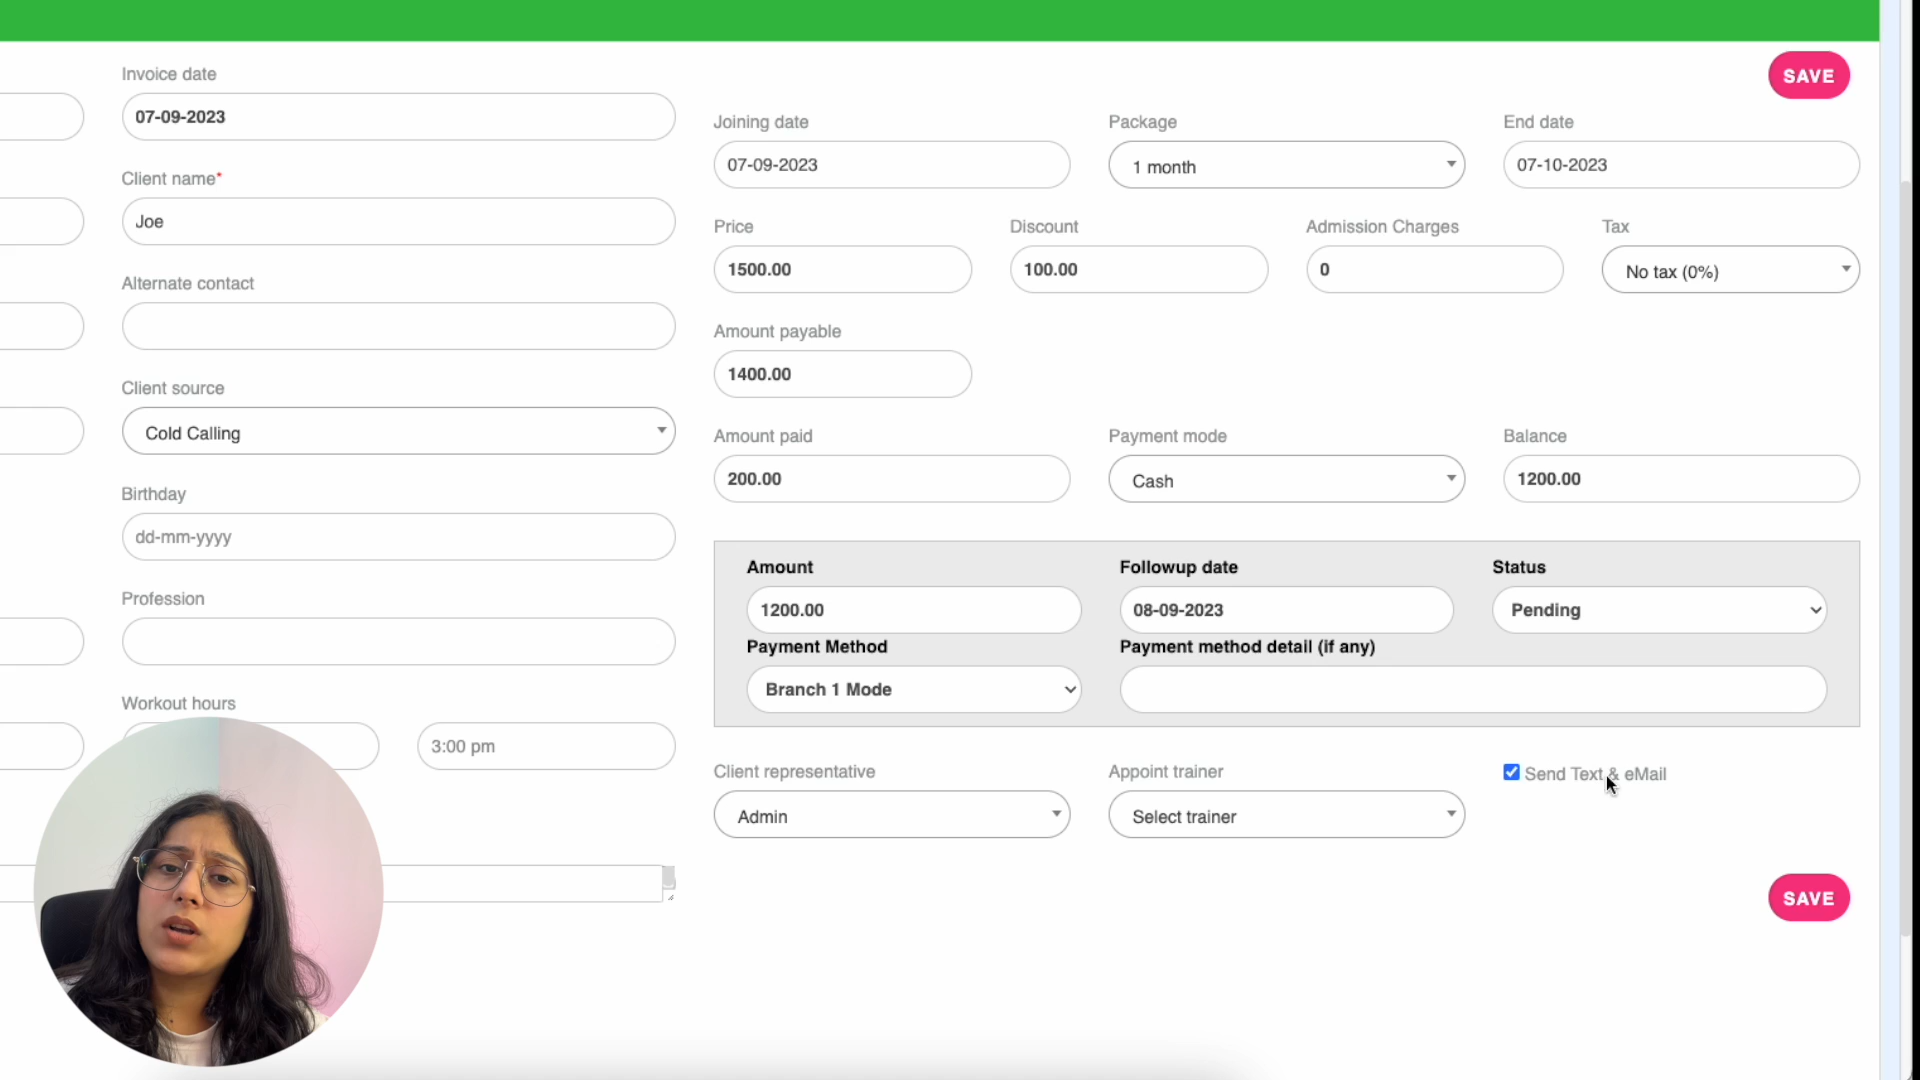 Invoice date
07-09-2023
Client name*
Joe
Alternate contact
Client source
Cold Calling
Birthday
dd-mm-yyyy
Profession
Workout hours
3:00 pm
SAVE
Joining date Package End date
07-09-2023 1 month 07-10-2023
Price Discount Admission Charges Tax
1500.00 100.00 0 No tax (0%)
Amount payable
1400.00
Amount paid Payment mode Balance
200.00 Cash 1200.00
Amount Followup date Status
1200.00 08-09-2023 Pending
Payment Method Payment method detail (if any)
Branch 1 Mode
Client representative Appoint trainer Send Text & eMail
Admin Select trainer
SAVE